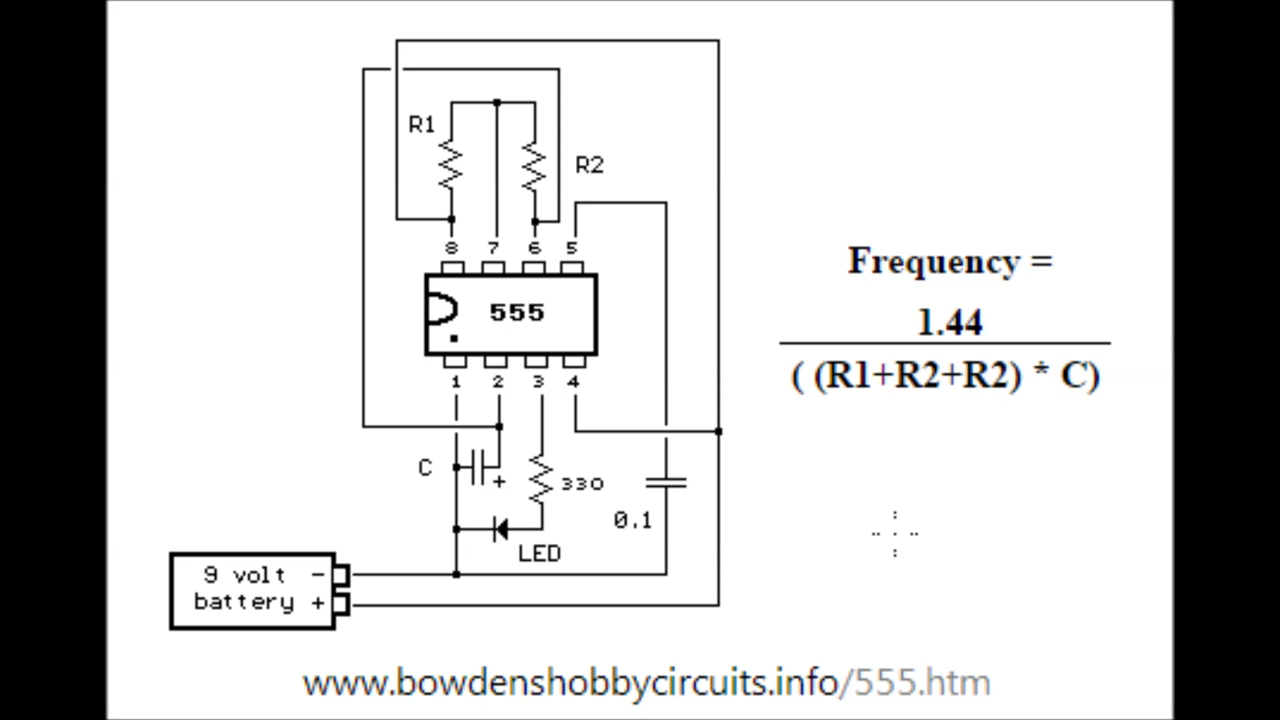 R1
R2
8 7 6 5
555
1 2 3 4
C
+
330
0.1
LED
9 volt -
battery +
Frequency =
1.44
( (R1+R2+R2) * C)
www.bowdenshobbycircuits.info/555.htm